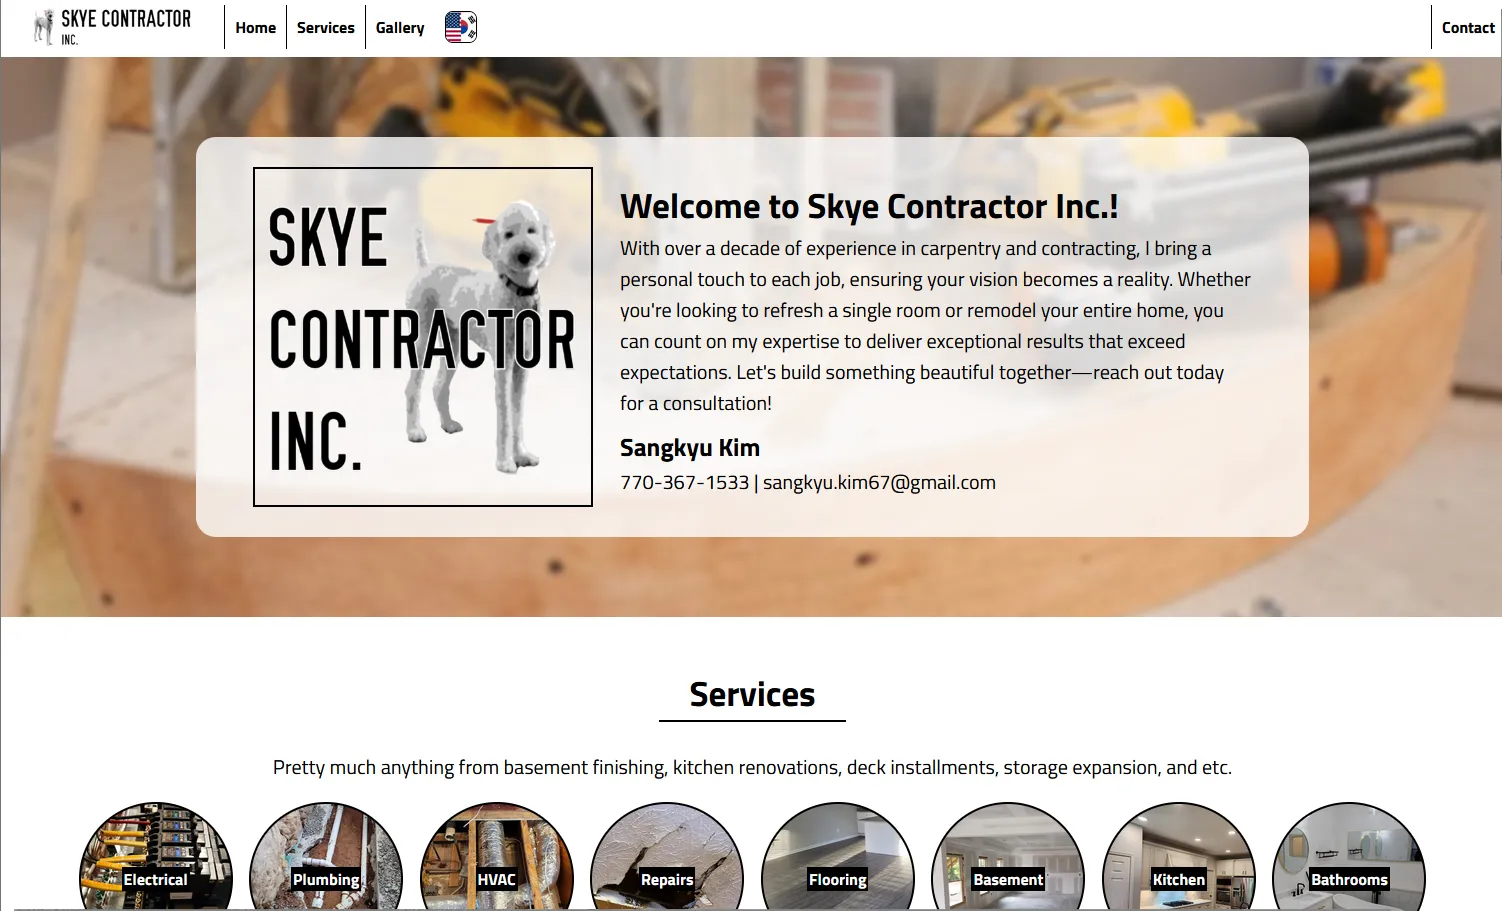 SKYE CONTRACTOR
INC.
Home
Services
Gallery
Contact
SKYE
CONTRACTOR
INC.
Welcome to Skye Contractor Inc.!
With over a decade of experience in carpentry and contracting, I bring a
personal touch to each job, ensuring your vision becomes a reality. Whether
you're looking to refresh a single room or remodel your entire home, you
can count on my expertise to deliver exceptional results that exceed
expectations. Let's build something beautiful together—reach out today
for a consultation!
Sangkyu Kim
770-367-1533 | sangkyu.kim67@gmail.com
Services
Pretty much anything from basement finishing, kitchen renovations, deck installments, storage expansion, and etc.
Electrical
Plumbing
HVAC
Repairs
Flooring
Basement
Kitchen
Bathrooms